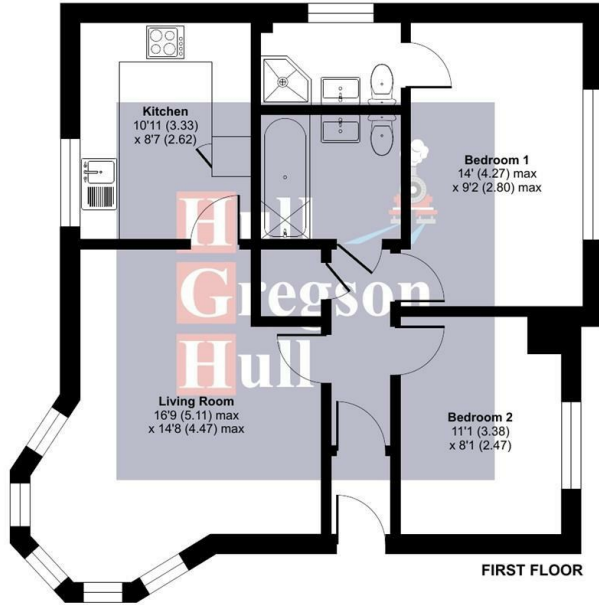 Kitchen
10'11 (3.33)
x 8'7 (2.62)
Bedroom 1
14' (4.27) max
x 9'2 (2.80) max
Hull
Gregson
Hull
Living Room
16'9 (5.11) max
x 14'8 (4.47) max
Bedroom 2
11'1 (3.38)
x 8'1 (2.47)
FIRST FLOOR